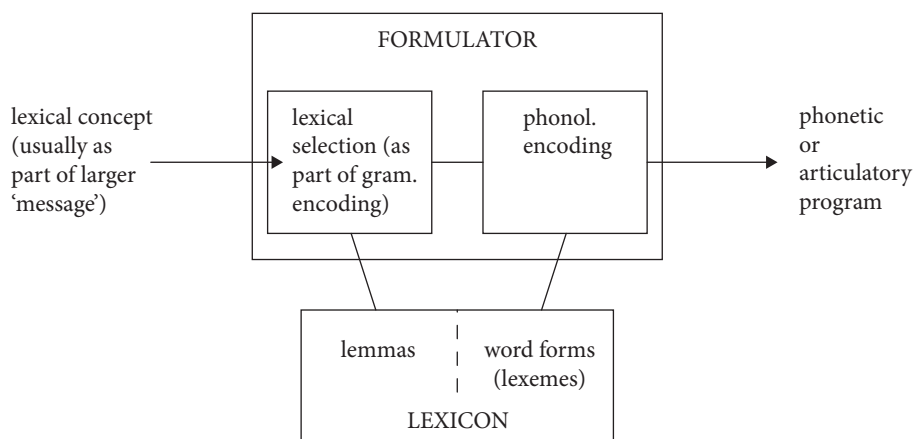 FORMULATOR
lexical concept
(usually as
part of larger
‘message’)
lexical
selection (as
part of gram.
encoding)
phonol.
encoding
phonetic
or
articulatory
program
lemmas
word forms
(lexemes)
LEXICON